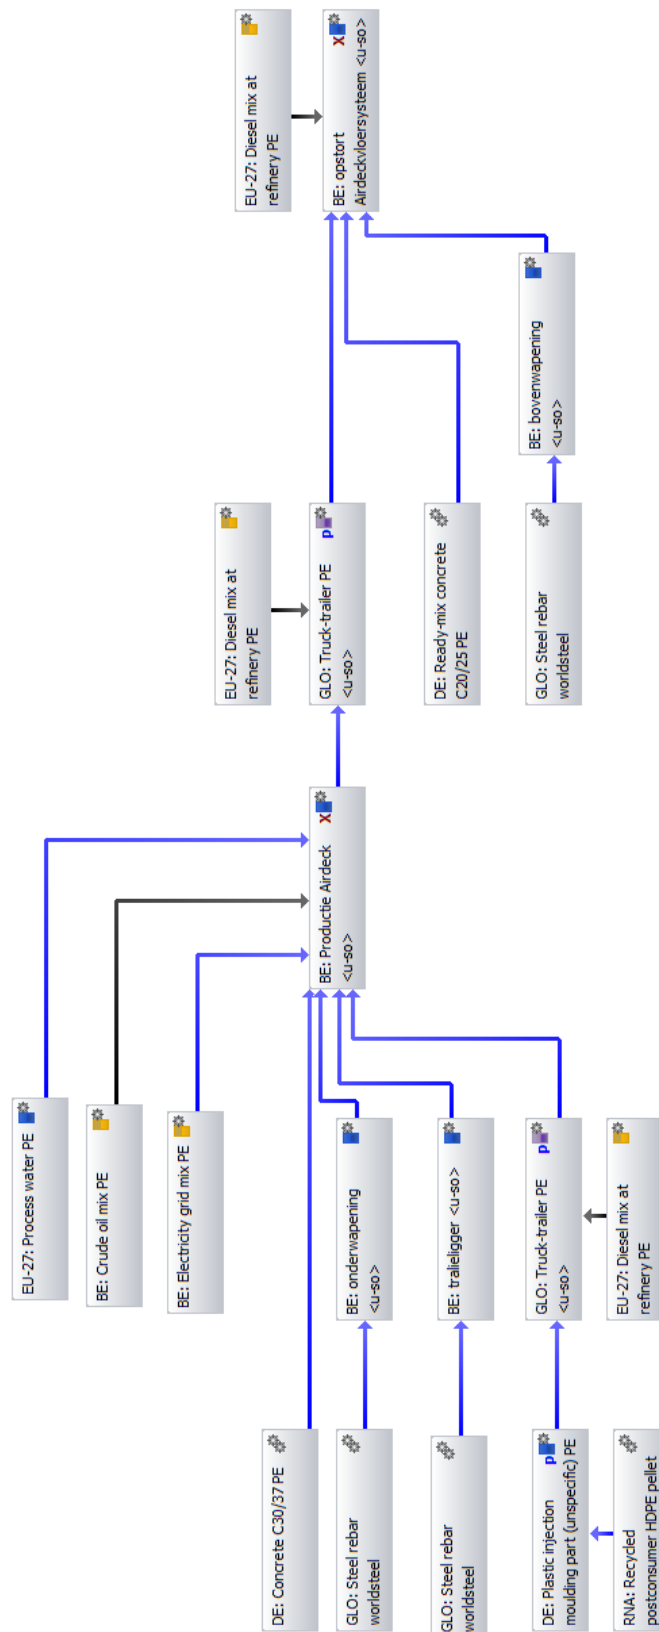 EU-27: Diesel mix at
refinery PE
BE: opstort
Airdeckvloersysteem <u-so>
X
BE: bovenwapening
<u-so>
EU-27: Diesel mix at
refinery PE
GLO: Truck-trailer PE
<u-so>
p
DE: Ready-mix concrete
C20/25 PE
GLO: Steel rebar
worldsteel
BE: Productie Airdeck
<u-so>
X
EU-27: Process water PE
BE: Crude oil mix PE
BE: Electricity grid mix PE
BE: onderwapening
<u-so>
BE: tralieligger <u-so>
GLO: Truck-trailer PE
<u-so>
p
EU-27: Diesel mix at
refinery PE
DE: Concrete C30/37 PE
GLO: Steel rebar
worldsteel
GLO: Steel rebar
worldsteel
DE: Plastic injection
moulding part (unspecific) PE
p
RNA: Recycled
postconsumer HDPE pellet